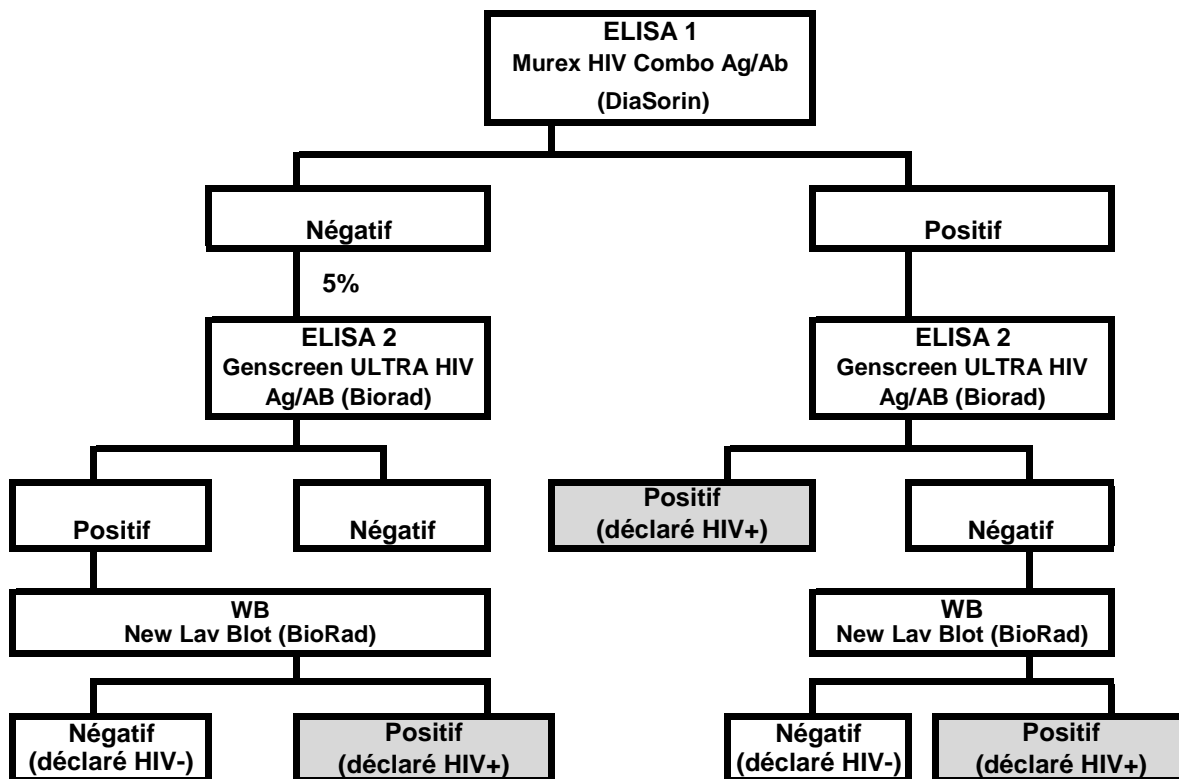 ELISA 1
Murex HIV Combo Ag/Ab
(DiaSorin)
Négatif
Positif
5%
ELISA 2
Genscreen ULTRA HIV
Ag/AB (Biorad)
ELISA 2
Genscreen ULTRA HIV
Ag/AB (Biorad)
Positif
Négatif
Positif
(déclaré HIV+)
Négatif
WB
New Lav Blot (BioRad)
WB
New Lav Blot (BioRad)
Négatif
(déclaré HIV-)
Positif
(déclaré HIV+)
Négatif
(déclaré HIV-)
Positif
(déclaré HIV+)